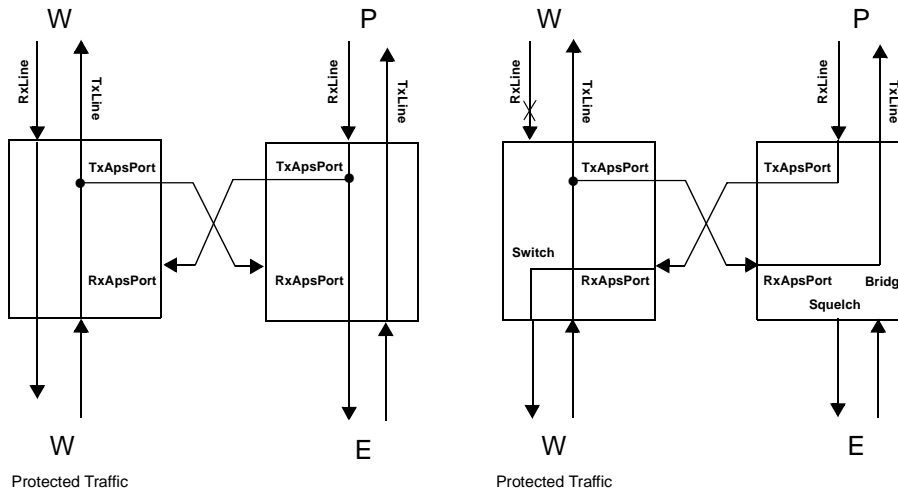 W
P
W
P
RxLine
TxLine
RxLine
TxLine
RxLine
TxLine
RxLine
TxLine
TxApsPort
TxApsPort
TxApsPort
TxApsPort
Switch
RxApsPort
RxApsPort
RxApsPort
RxApsPort
Bridg
Squelch
W
E
W
E
Protected Traffic
Protected Traffic